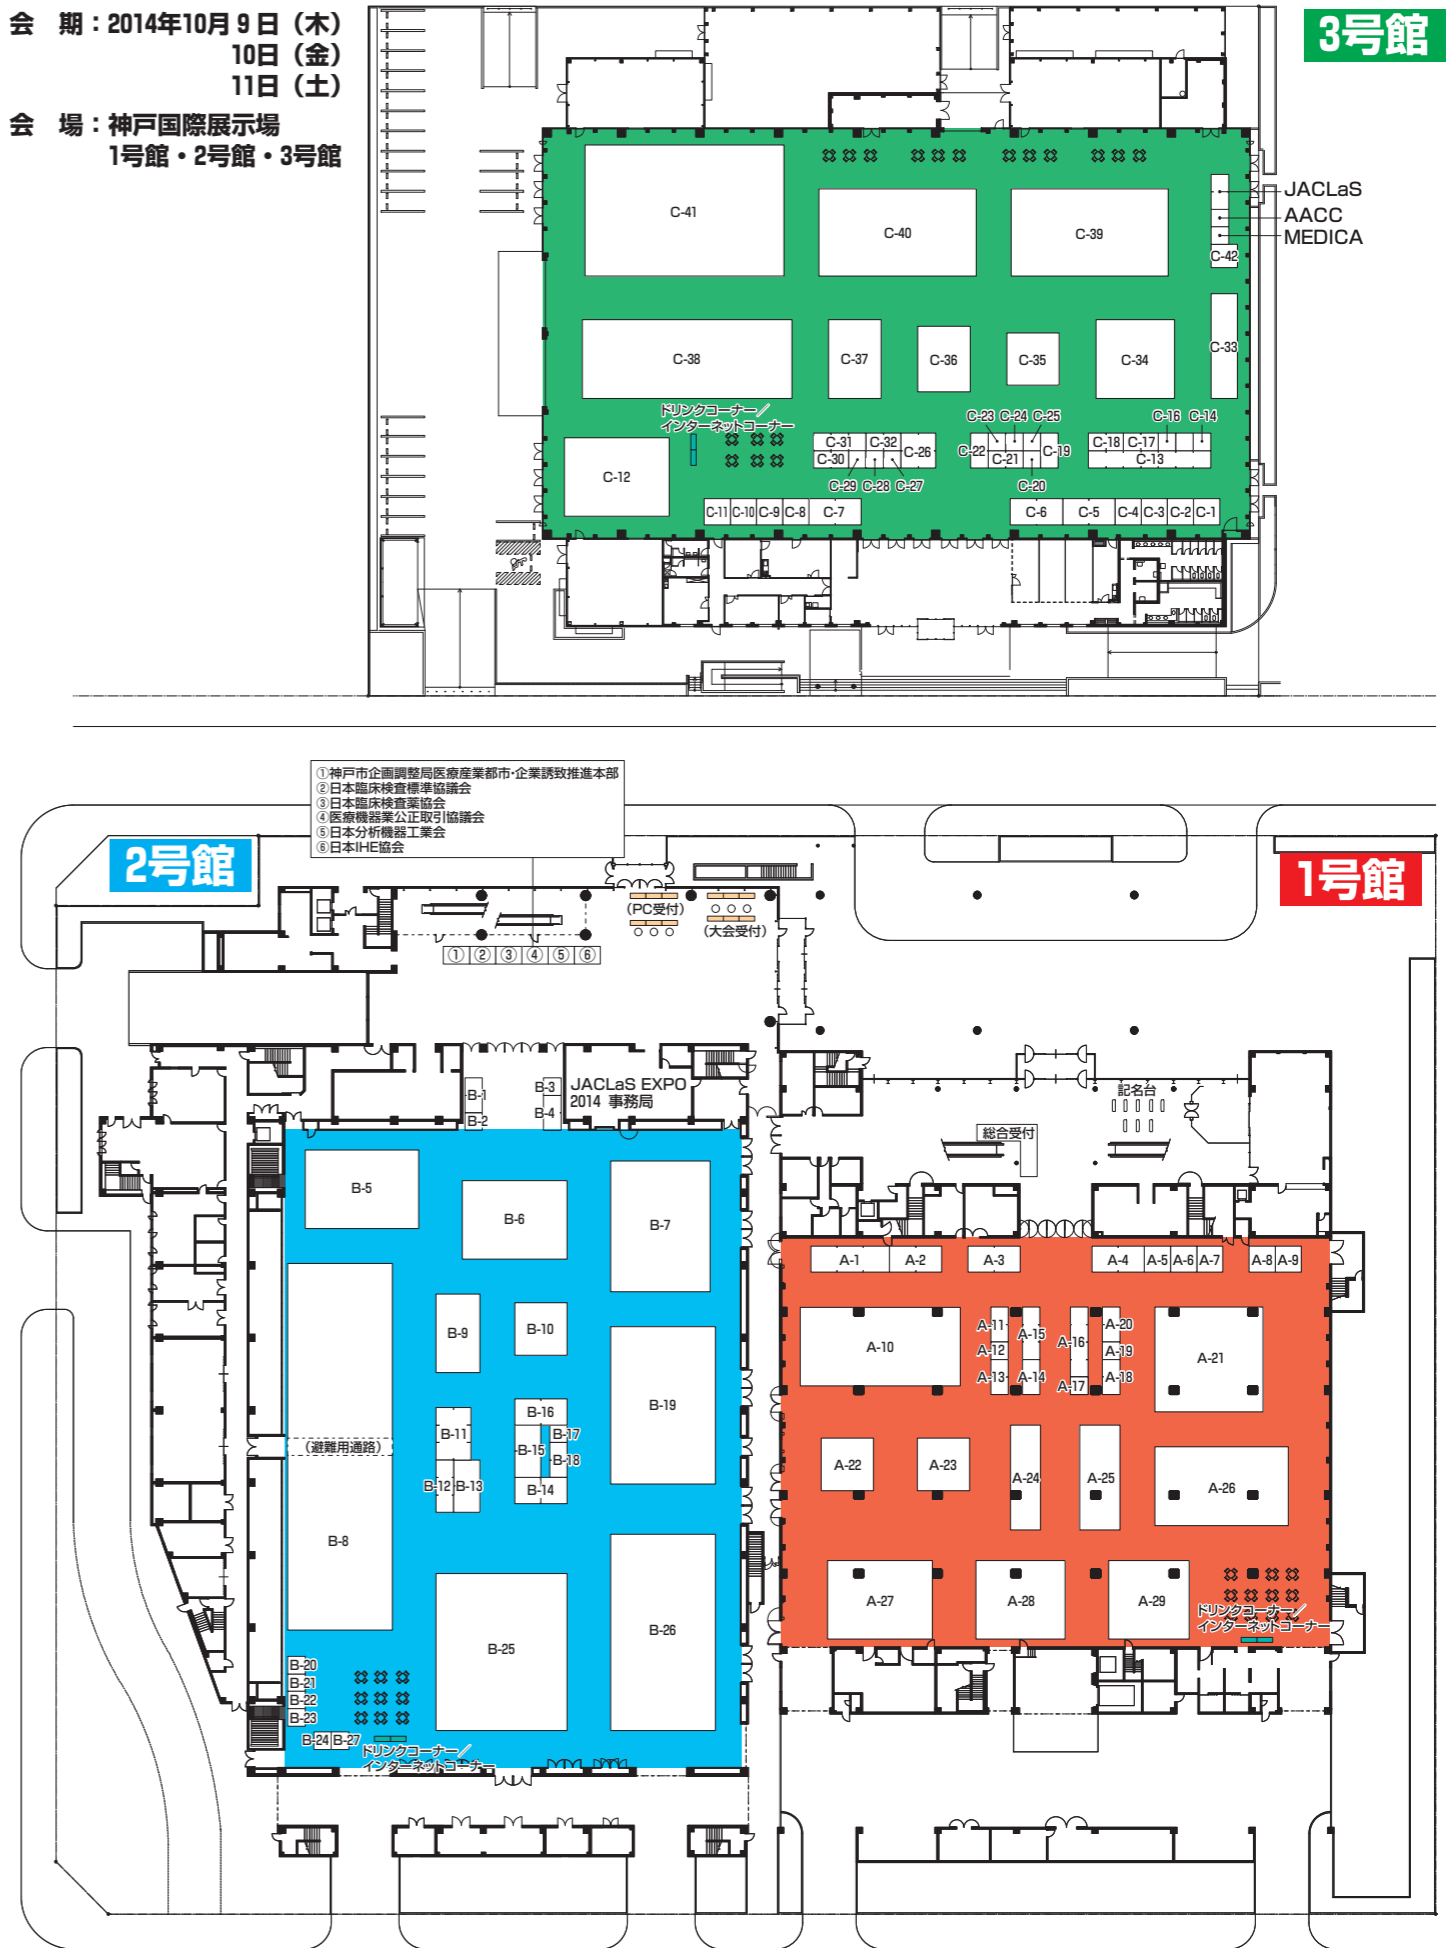 会　期：2014年10月 9 日（木）
10日（金）
11日（土）
会　場：神戸国際展示場
1号館・2号館・3号館
3号館
C-41
C-40
C-39
JACLaS
AACC
MEDICA
C-42
C-38
C-37
C-36
C-35
C-34
C-33
ドリンクコーナー／
インターネットコーナー
C-23
C-24
C-25
C-16
C-14
C-31
C-32
C-26
C-22
C-21
C-19
C-18
C-17
C-30
C-13
C-12
C-29
C-28
C-27
C-20
C-11
C-10
C-9
C-8
C-7
C-6
C-5
C-4
C-3
C-2
C-1
①神戸市企画調整局医療産業都市・企業誘致推進本部
②日本臨床検査標準協議会
③日本臨床検査薬協会
④医療機器業公正取引協議会
⑤日本分析機器工業会
⑥日本IHE協会
2号館
1号館
（PC受付）
（大会受付）
①
②
③
④
⑤
⑥
B-1
B-2
B-3
B-4
JACLaS EXPO
2014 事務局
記名台
総合受付
B-5
B-6
B-7
B-9
B-10
B-19
B-16
B-11
B-15
B-17
B-18
B-12
B-13
B-14
（避難用通路）
B-8
B-25
B-26
B-20
B-21
B-22
B-23
B-24
B-27
ドリンクコーナー／
インターネットコーナー
A-1
A-2
A-3
A-4
A-5
A-6
A-7
A-8
A-9
A-10
A-11
A-12
A-13
A-15
A-14
A-16
A-17
A-20
A-19
A-18
A-21
A-22
A-23
A-24
A-25
A-26
A-27
A-28
A-29
ドリンクコーナー／
インターネットコーナー